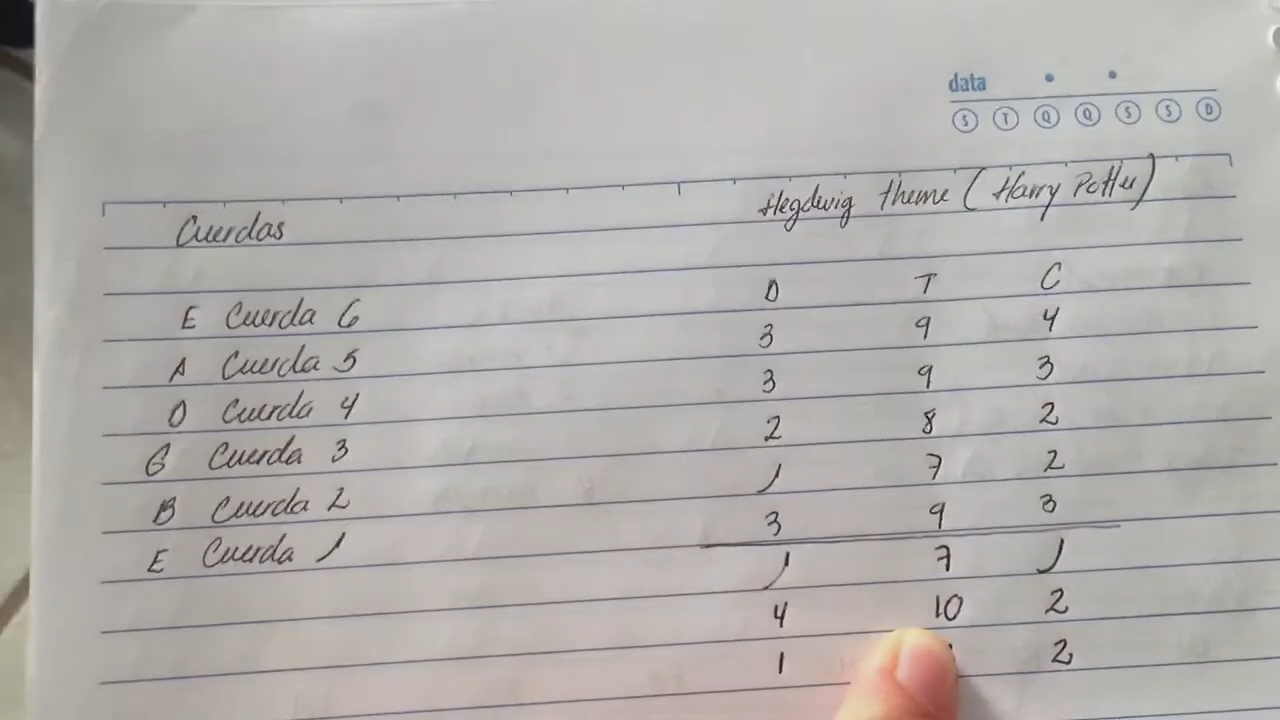 data
S T Q Q S S D
Hegdwig theme (Harry Potter)
Cuerdas
D T C
E Cuerda 6
3 9 4
A Cuerda 5
3 9 3
D Cuerda 4
2 8 2
G Cuerda 3
1 7 2
B Cuerda 2
3 9 3
E Cuerda 1
1 7 1
4 10 2
1 2